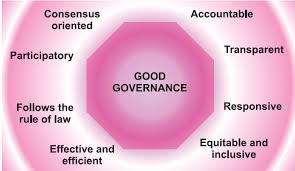 Consensus
oriented
Accountable
Participatory
Transparent
GOOD
GOVERNANCE
Follows the
rule of law
Responsive
Effective and
efficient
Equitable and
inclusive